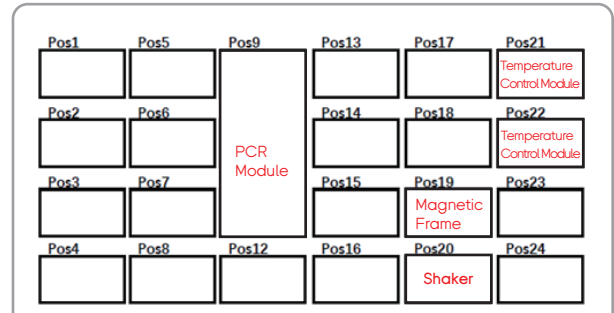 Pos1 Pos5 Pos9 Pos13 Pos17 Pos21
Temperature
Control Module
Pos2 Pos6 Pos14 Pos18 Pos22
Temperature
Control Module
PCR
Module
Pos3 Pos7 Pos15 Pos19 Pos23
Magnetic
Frame
Pos4 Pos8 Pos12 Pos16 Pos20 Pos24
Shaker